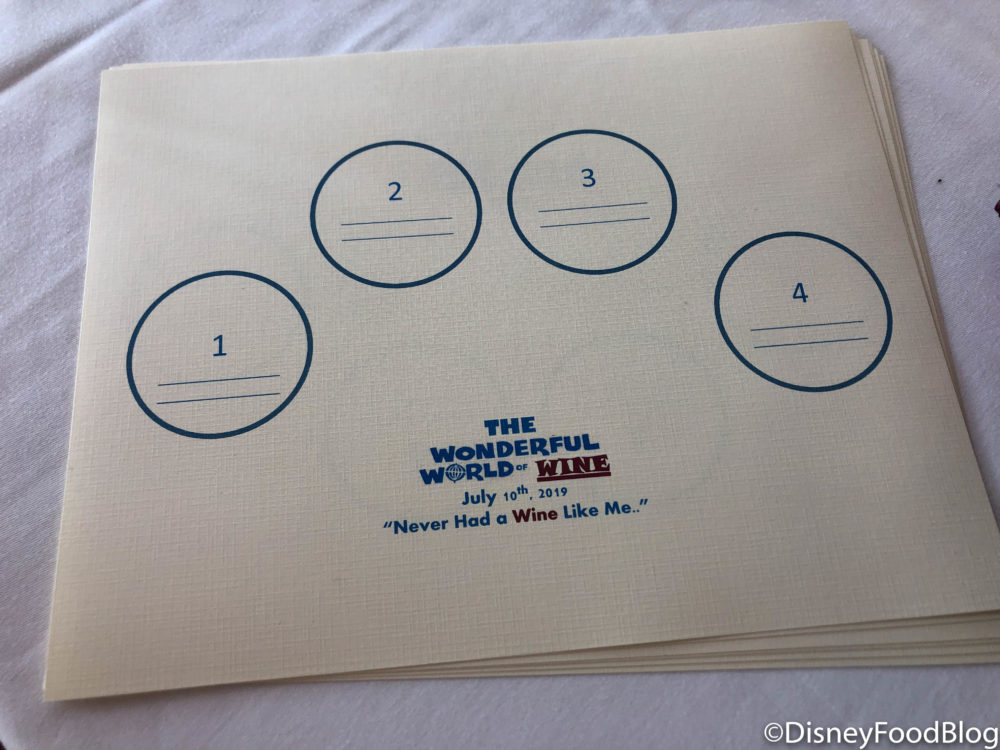 1
2
3
4
THE
WONDERFUL
WORLD OF WINE
July 10th, 2019
“Never Had a Wine Like Me..”
©DisneyFoodBlog